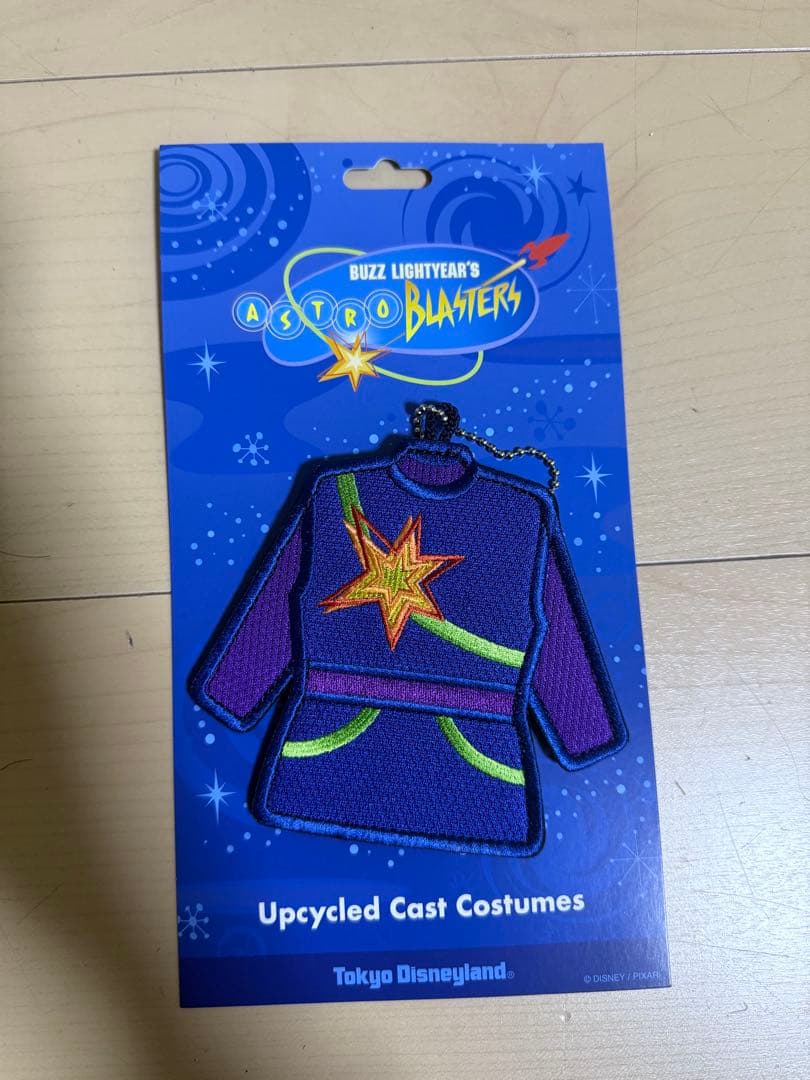 BUZZ LIGHTYEAR'S
ASTRO BLASTERS
Upcycled Cast Costumes
Tokyo Disneyland®
© DISNEY / PIXAR